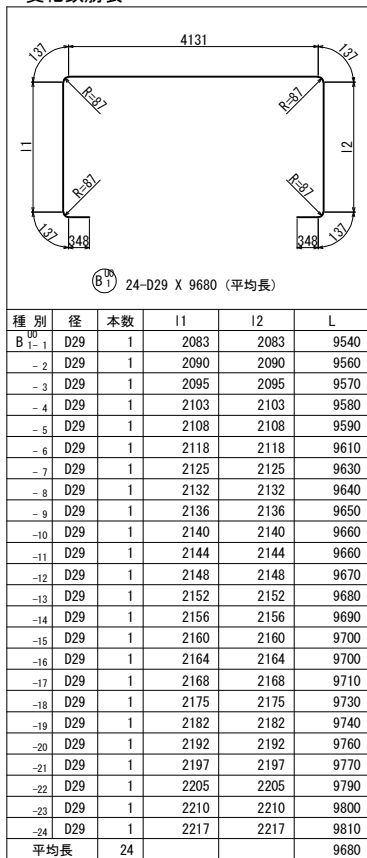 137 4131 137
R=87 R=87
l1 l2
R=87 R=87
137 348 348 137
B U0 1 24-D29 X 9680 (平均長)
種 別 径 本数 l1 l2 L
B U0 1- 1 D29 1 2083 2083 9540
- 2 D29 1 2090 2090 9560
- 3 D29 1 2095 2095 9570
- 4 D29 1 2103 2103 9580
- 5 D29 1 2108 2108 9590
- 6 D29 1 2118 2118 9610
- 7 D29 1 2125 2125 9630
- 8 D29 1 2132 2132 9640
- 9 D29 1 2136 2136 9650
-10 D29 1 2140 2140 9660
-11 D29 1 2144 2144 9660
-12 D29 1 2148 2148 9670
-13 D29 1 2152 2152 9680
-14 D29 1 2156 2156 9690
-15 D29 1 2160 2160 9700
-16 D29 1 2164 2164 9700
-17 D29 1 2168 2168 9710
-18 D29 1 2175 2175 9730
-19 D29 1 2182 2182 9740
-20 D29 1 2192 2192 9760
-21 D29 1 2197 2197 9770
-22 D29 1 2205 2205 9790
-23 D29 1 2210 2210 9800
-24 D29 1 2217 2217 9810
平均長 24 9680